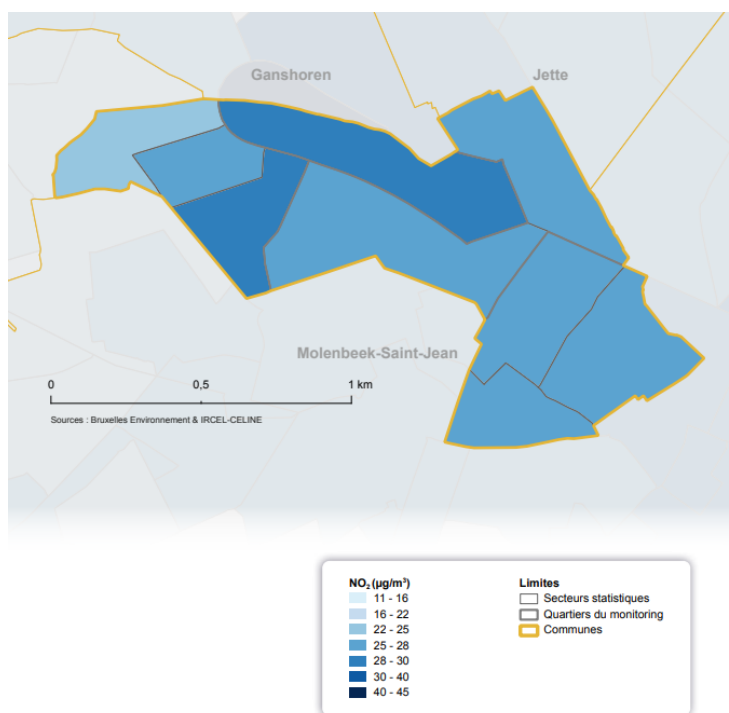 Ganshoren
Jette
Molenbeek-Saint-Jean
0
0,5
1 km
Sources : Bruxelles Environnement & IRCEL-CELINE
NO₂ (µg/m³)
11 - 16
16 - 22
22 - 25
25 - 28
28 - 30
30 - 40
40 - 45
Limites
Secteurs statistiques
Quartiers du monitoring
Communes